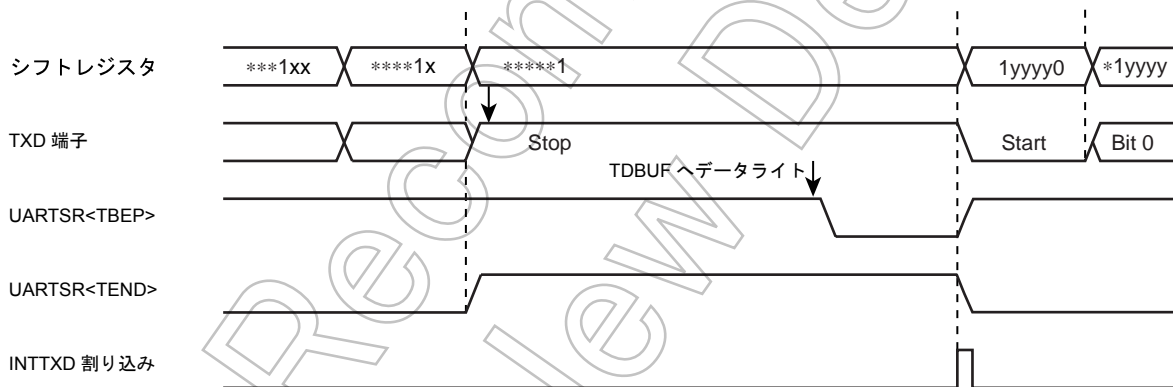 シフトレジスタ ***1xx ****1x *****1 1yyyy0 *1yyyy
TXD 端子 Stop Start Bit 0
TDBUF へデータライト
UARTSR<TBEP>
UARTSR<TEND>
INTTXD 割り込み